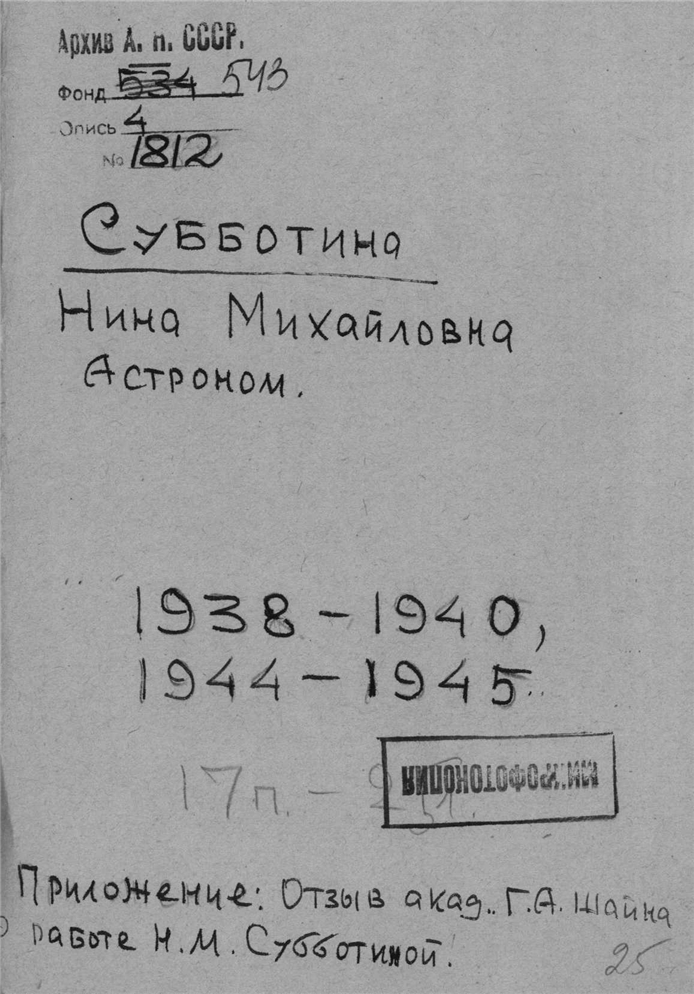 Архив А. Н. СССР.
Фонд 534 543
Опись 4
№ 1812
Субботина
Нина Михайловна
Астроном.
1938 – 1940,
1944 – 1945
17 п. –
МИКРОФОТОКОПИЯ
Приложение: Отзыв акад. Г.А. Шайна
о работе Н.М. Субботиной.
25